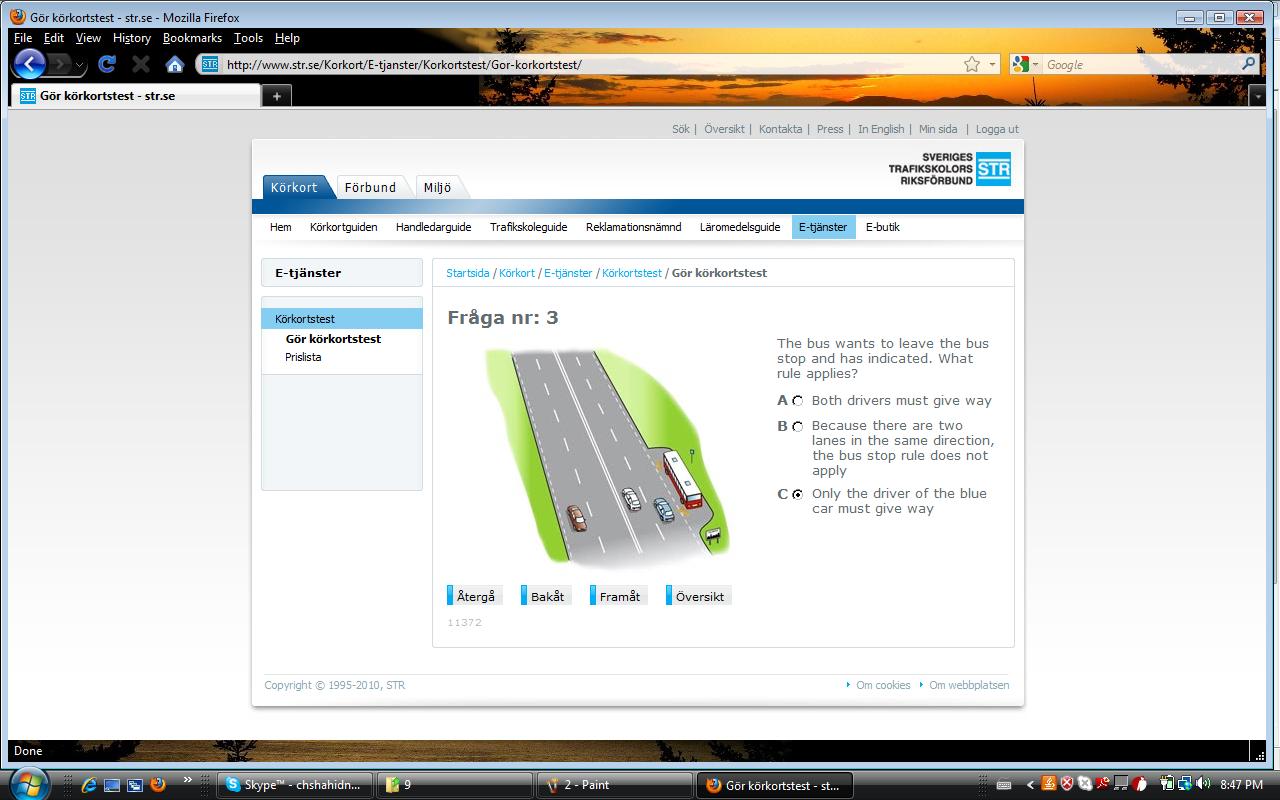 Gör körkortstest - str.se - Mozilla Firefox
File Edit View History Bookmarks Tools Help
http://www.str.se/Korkort/E-tjanster/Korkortstest/Gor-korkortstest/
Google
STR Gör körkortstest - str.se
Sök | Översikt | Kontakta | Press | In English | Min sida | Logga ut
SVERIGES
TRAFIKSKOLORS
RIKSFÖRBUND
STR
Körkort Förbund Miljö
Hem Körkortguiden Handledarguide Trafikskoleguide Reklamationsnämnd Läromedelsguide E-tjänster E-butik
E-tjänster
Körkortstest
Gör körkortstest
Prislista
Startsida / Körkort / E-tjänster / Körkortstest / Gör körkortstest
Fråga nr: 3
The bus wants to leave the bus
stop and has indicated. What
rule applies?
A Both drivers must give way
B Because there are two
lanes in the same direction,
the bus stop rule does not
apply
C Only the driver of the blue
car must give way
Återgå Bakåt Framåt Översikt
11372
Copyright © 1995-2010, STR
Om cookies Om webbplatsen
Done
Skype™ - chshahidn...
9
2 - Paint
Gör körkortstest - st...
8:47 PM